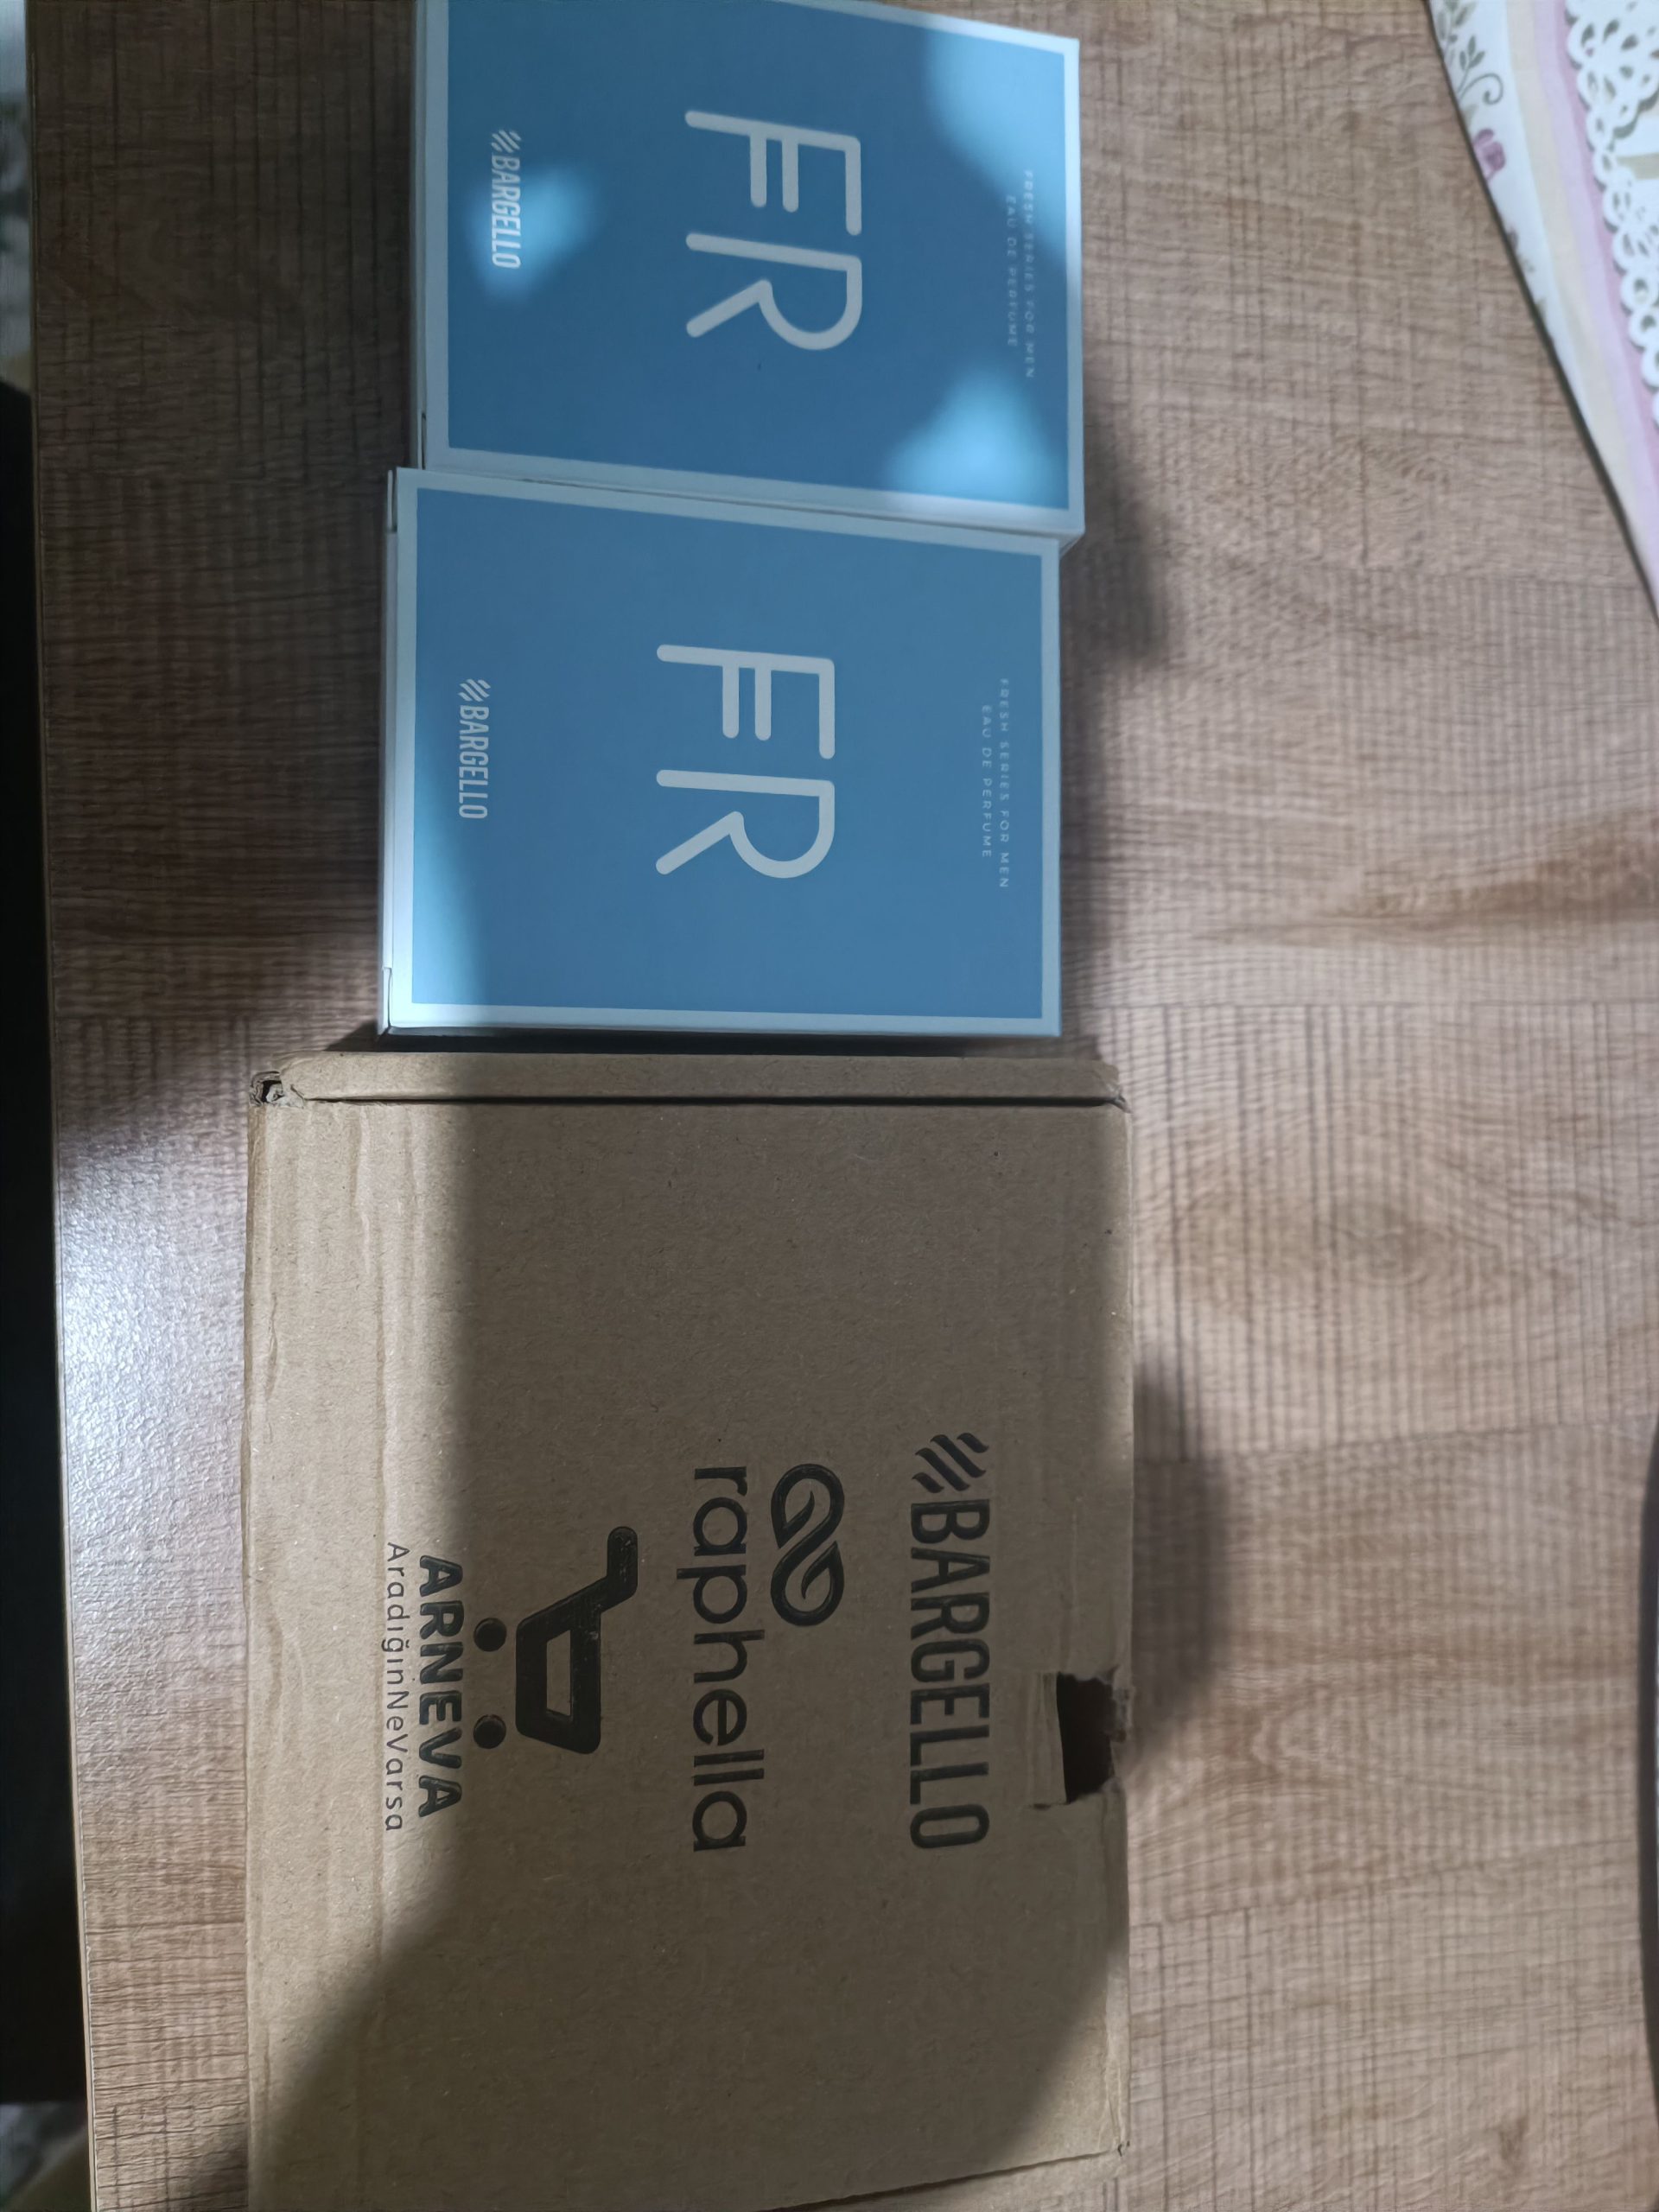 FRESH SERIES FOR MEN
EAU DE PERFUME
FR
BARGELLO
FRESH SERIES FOR MEN
EAU DE PERFUME
FR
BARGELLO
BARGELLO
raphella
ARNEVA
AradığınNeVarsa